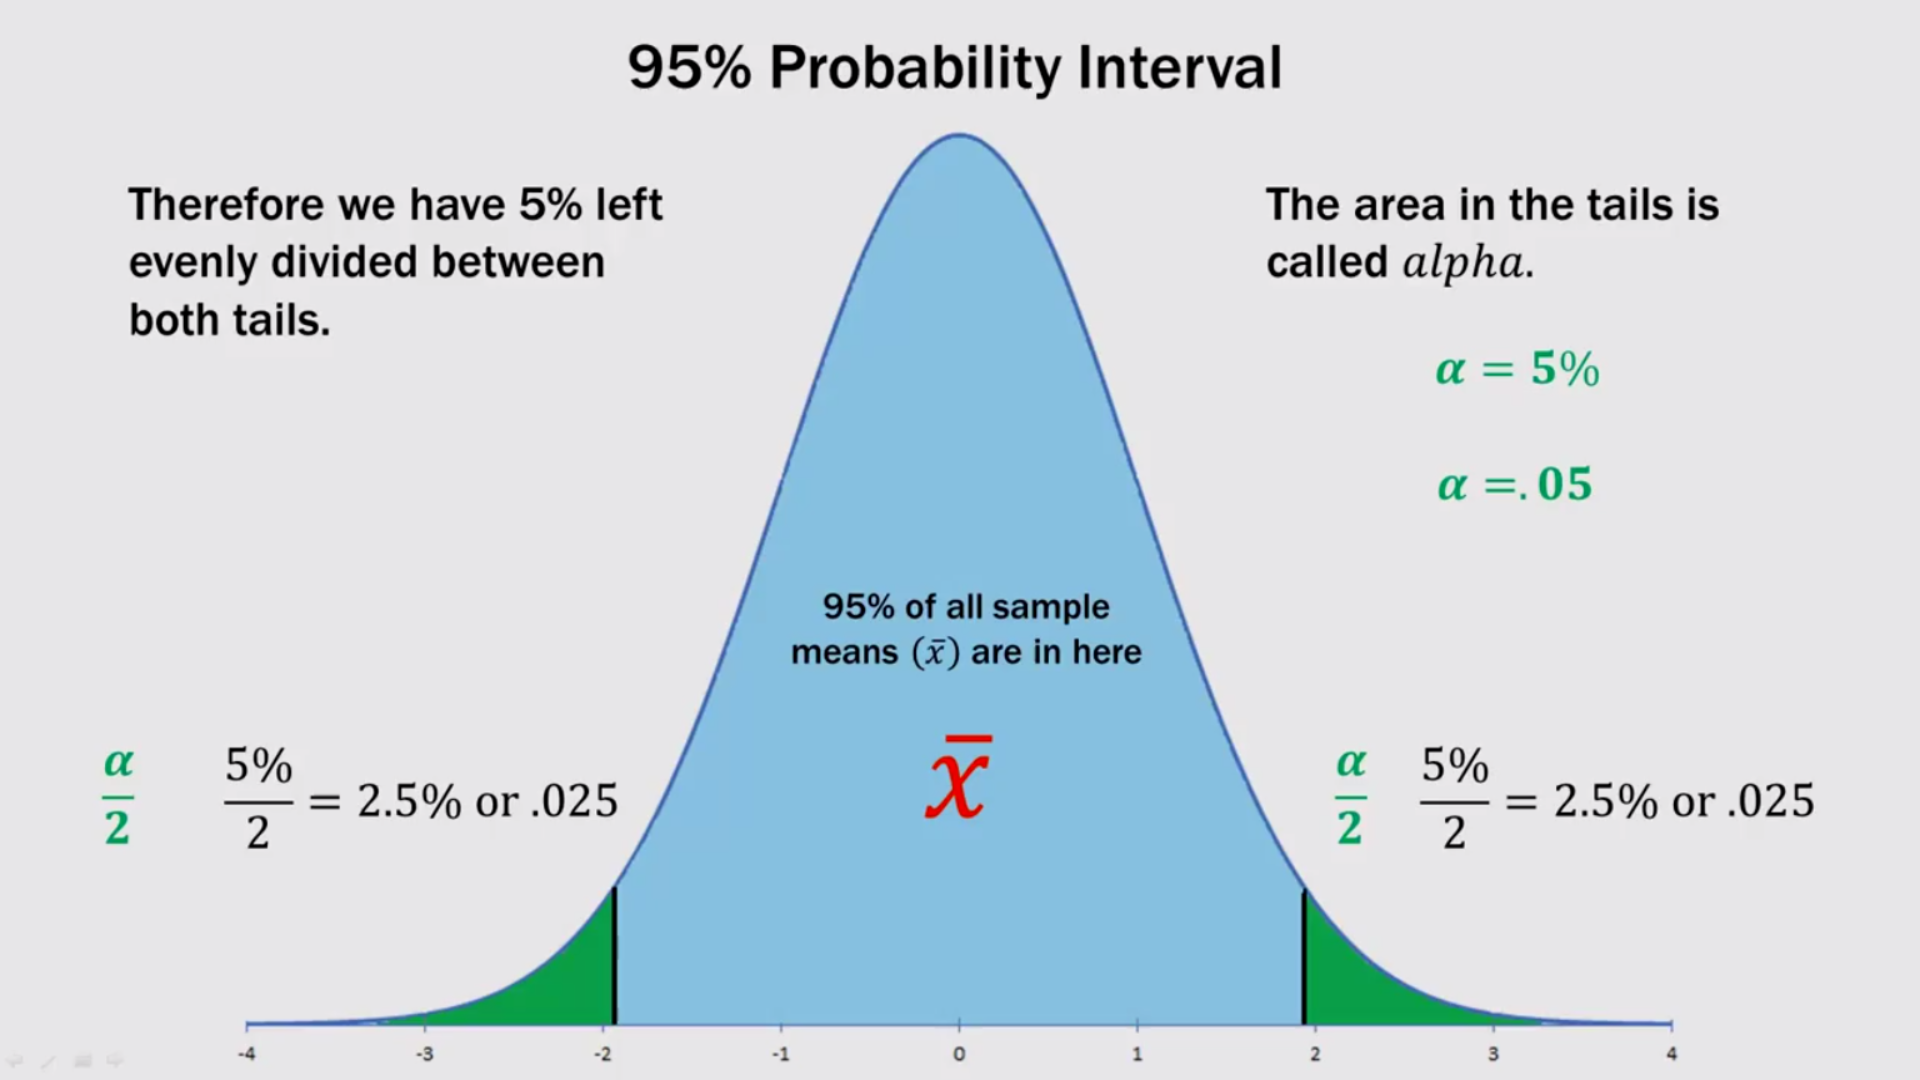 95% Probability Interval
Therefore we have 5% left
evenly divided between
both tails.
The area in the tails is
called alpha.
α = 5%
α =.05
95% of all sample
means (x̄) are in here
x̄
α/2 5%/2 = 2.5% or .025
α/2 5%/2 = 2.5% or .025
-4 -3 -2 -1 0 1 2 3 4